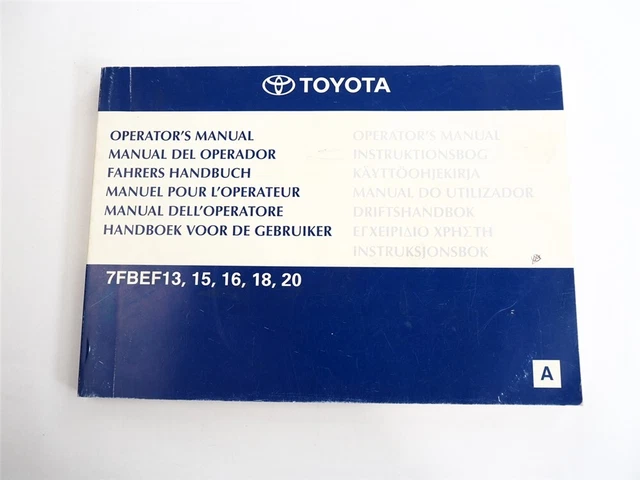 TOYOTA
OPERATOR'S MANUAL
MANUAL DEL OPERADOR
FAHRERS HANDBUCH
MANUEL POUR L'OPERATEUR
MANUAL DELL'OPERATORE
HANDBOEK VOOR DE GEBRUIKER
OPERATOR'S MANUAL
INSTRUKTIONSBOG
KÄYTTÖOHJEKIRJA
MANUAL DO UTILIZADOR
DRIFTSHANDBOK
ΕΓΧΕΙΡΙΔΙΟ ΧΡΗΣΤΗ
INSTRUKSJONSBOK
7FBEF13, 15, 16, 18, 20
A